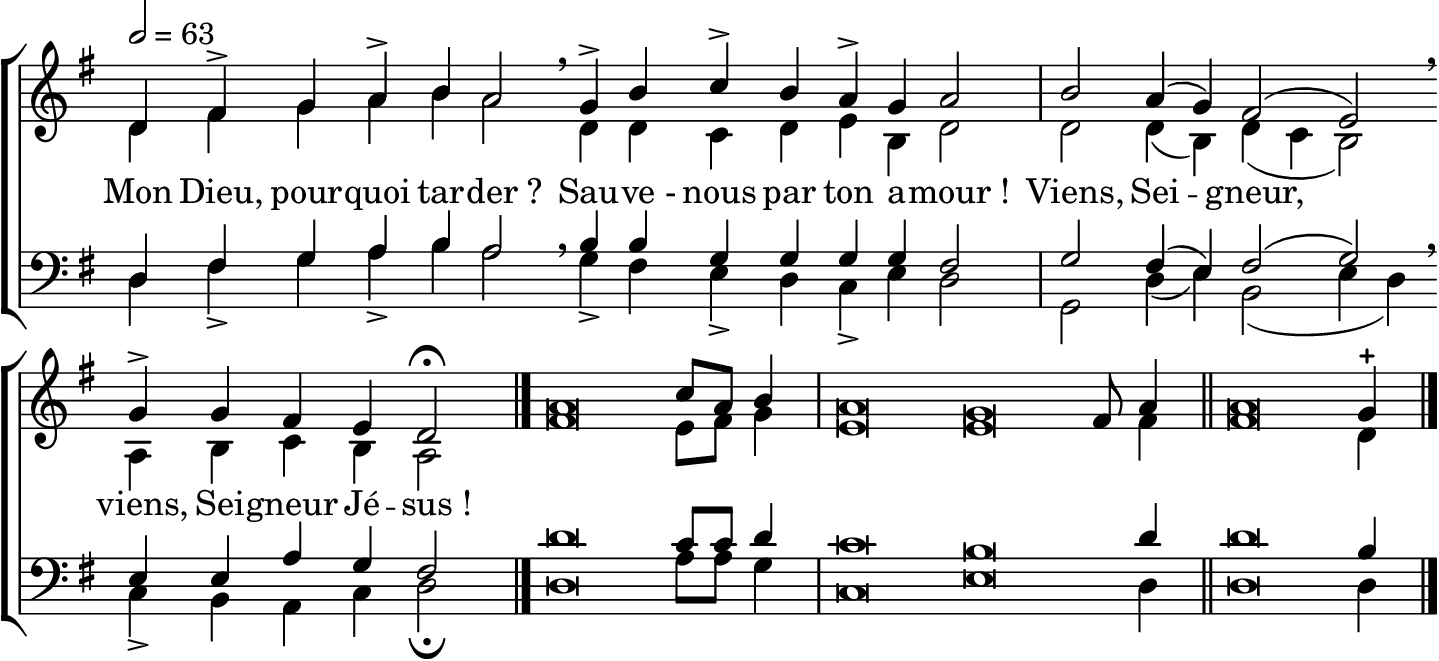 = 63
Mon Dieu, pourquoi tarder ? Sauve - nous par ton amour ! Viens, Sei - gneur,
viens, Seigneur Jé - sus !